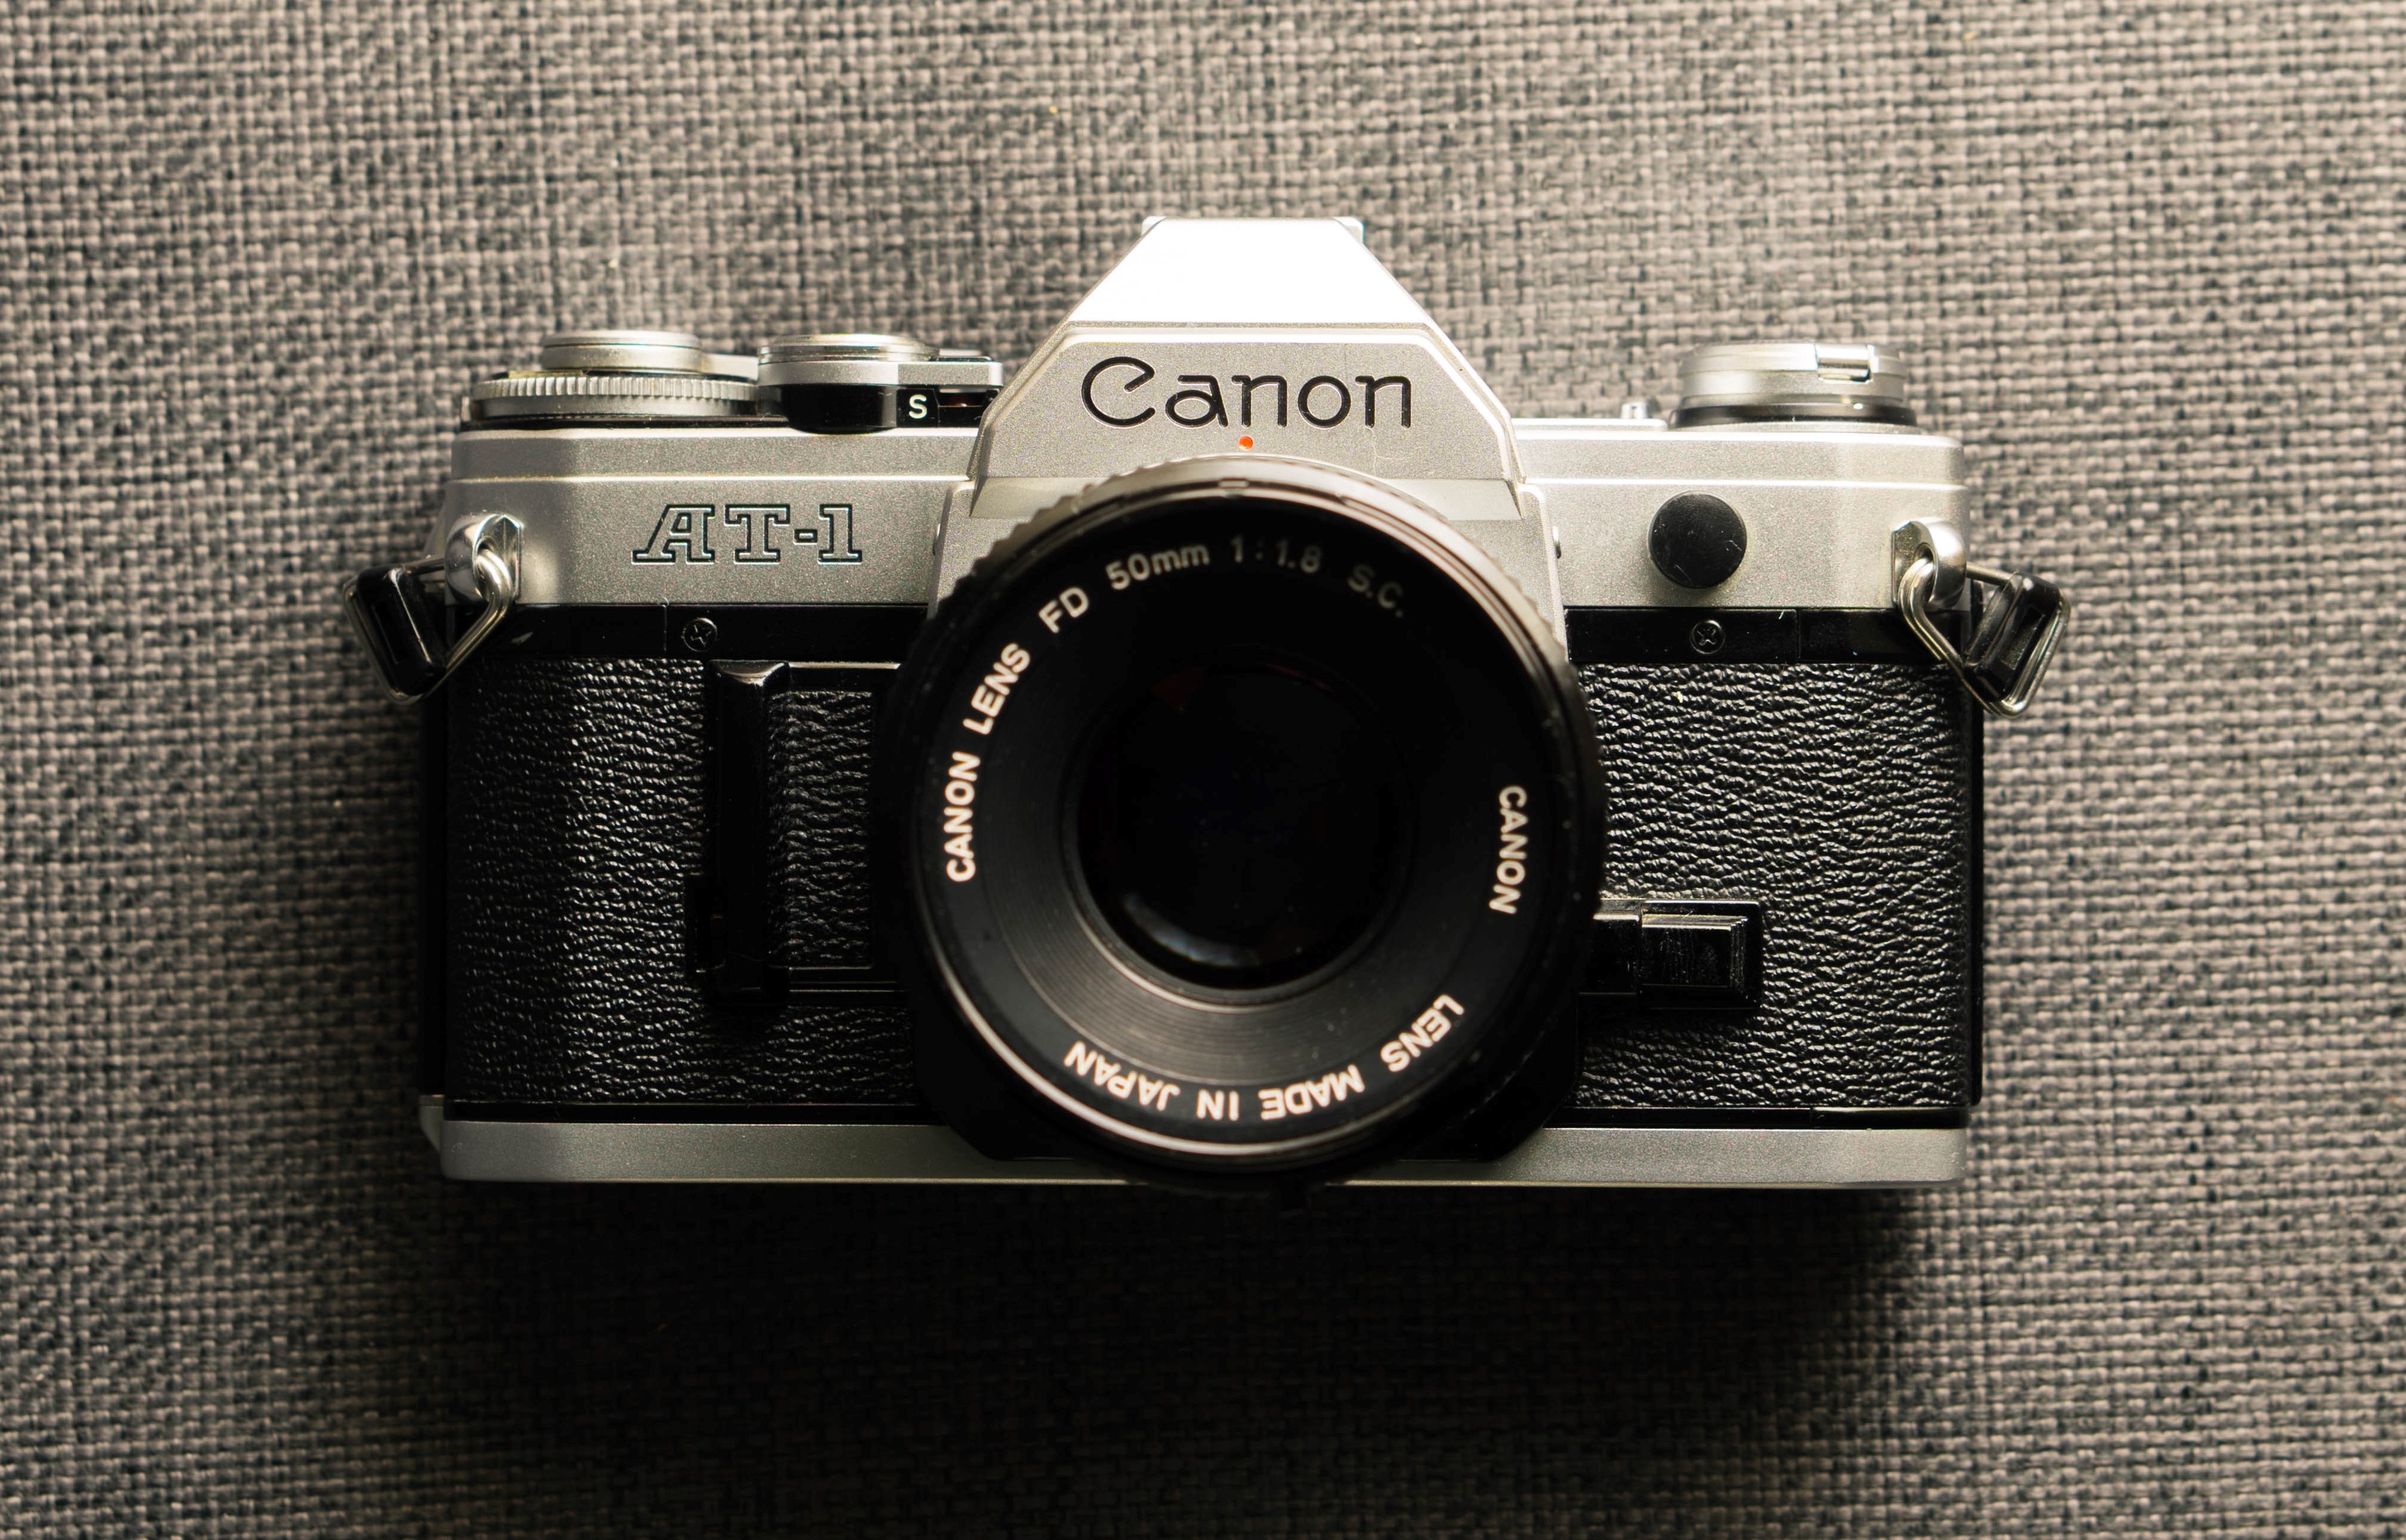 Canon
S
AT-1
CANON LENS FD 50mm 1:1.8 S.C.
CANON LENS MADE IN JAPAN